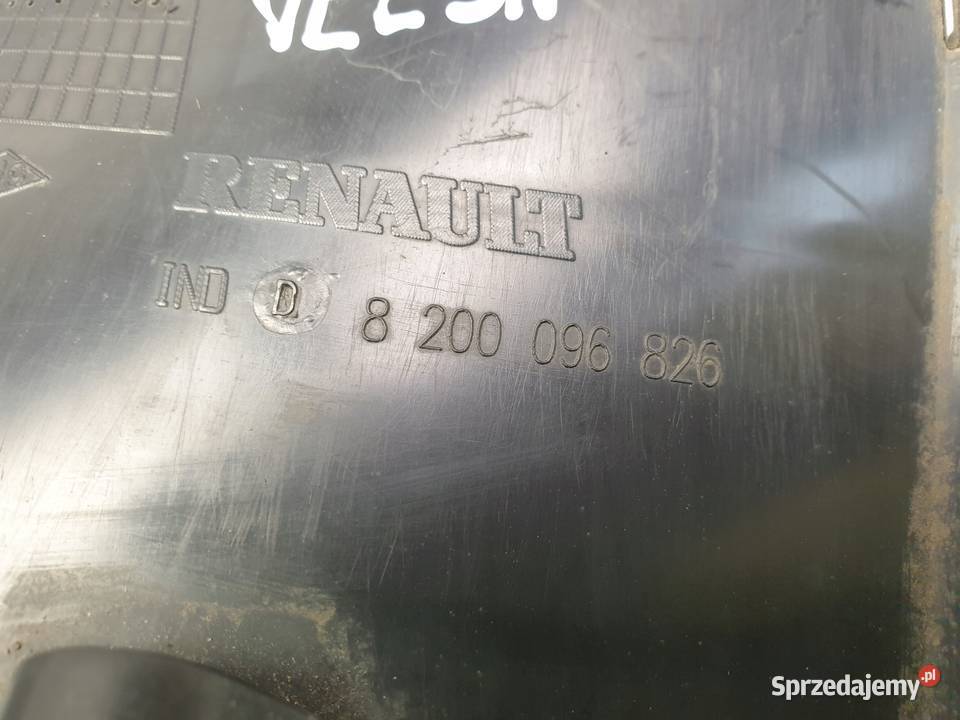 RENAULT
IND D 8 200 096 826
Sprzedajemy.pl